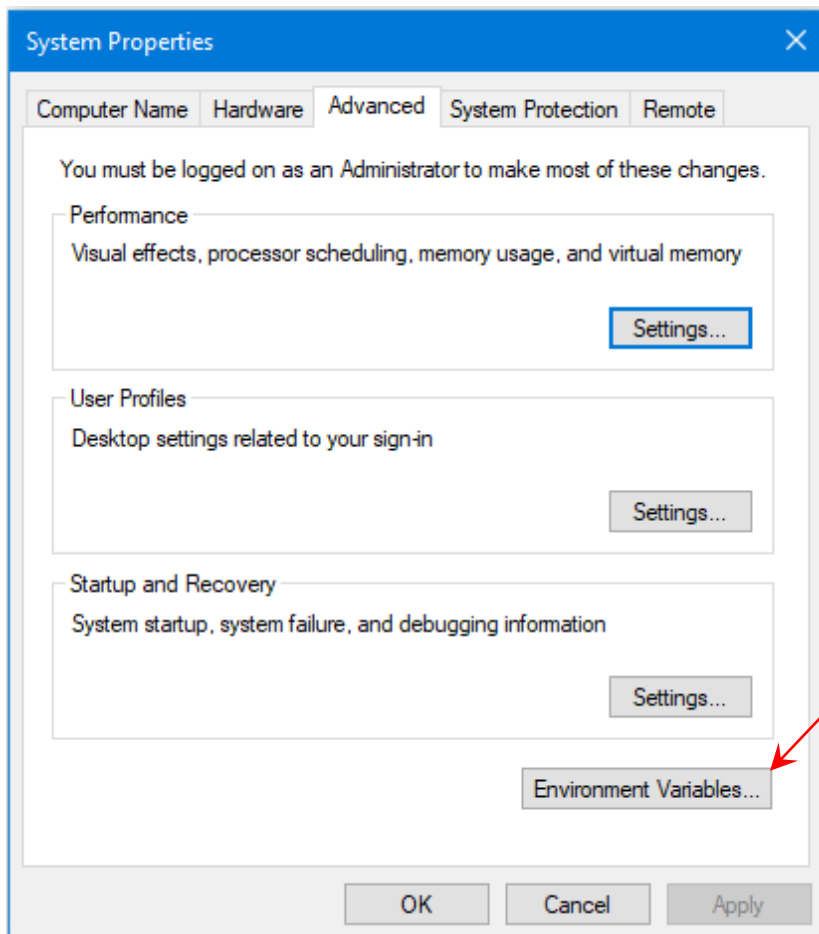 System Properties
Computer Name Hardware Advanced System Protection Remote
You must be logged on as an Administrator to make most of these changes.
Performance
Visual effects, processor scheduling, memory usage, and virtual memory
Settings...
User Profiles
Desktop settings related to your sign-in
Settings...
Startup and Recovery
System startup, system failure, and debugging information
Settings...
Environment Variables...
OK Cancel Apply